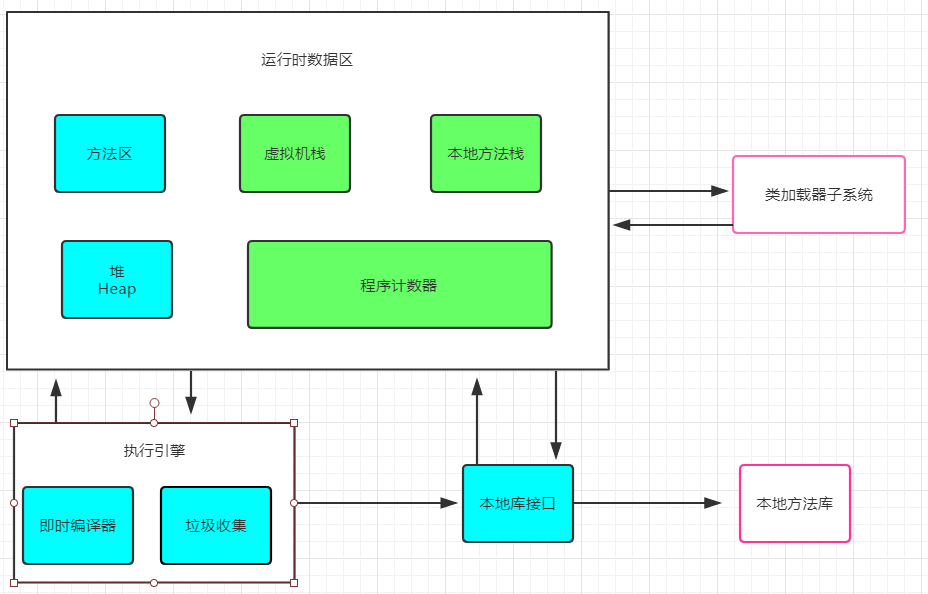 运行时数据区
方法区
虚拟机栈
本地方法栈
类加载器子系统
堆
Heap
程序计数器
执行引擎
即时编译器
垃圾收集
本地库接口
本地方法库